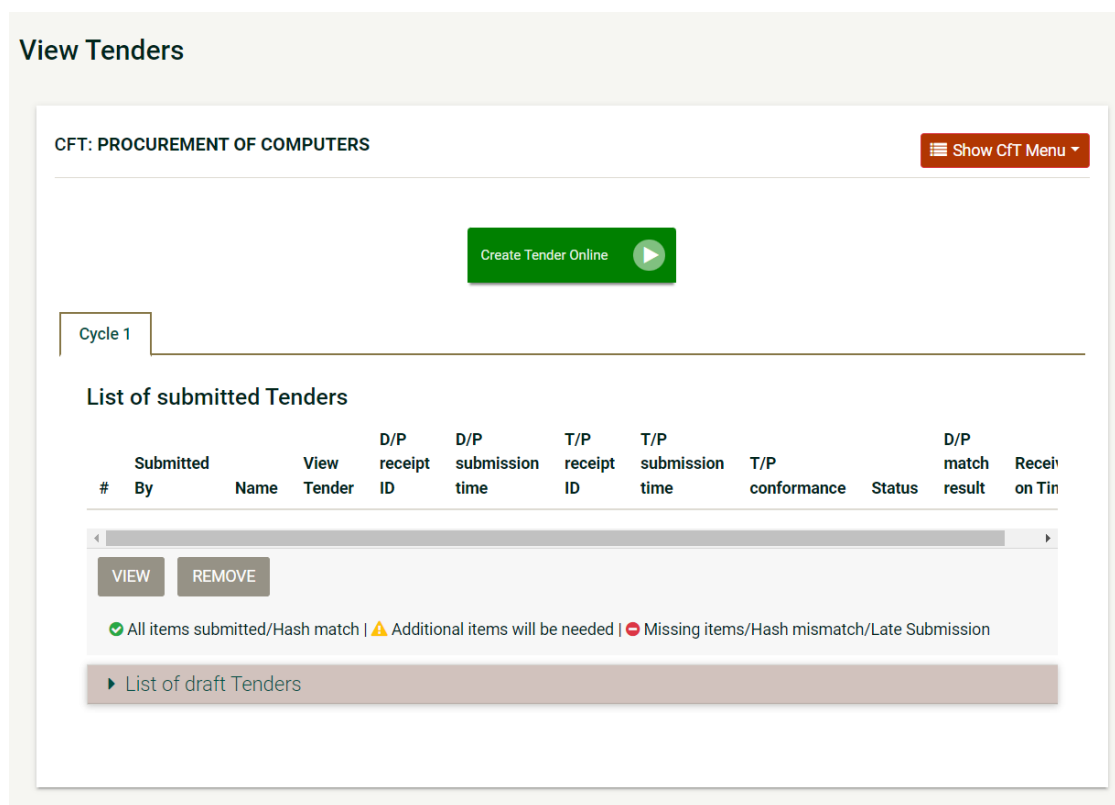 View Tenders
CFT: PROCUREMENT OF COMPUTERS
Show CfT Menu
Create Tender Online
Cycle 1
List of submitted Tenders
# Submitted By Name View Tender D/P receipt ID D/P submission time T/P receipt ID T/P submission time T/P conformance Status D/P match result Receiv on Tin
VIEW REMOVE
All items submitted/Hash match | Additional items will be needed | Missing items/Hash mismatch/Late Submission
List of draft Tenders